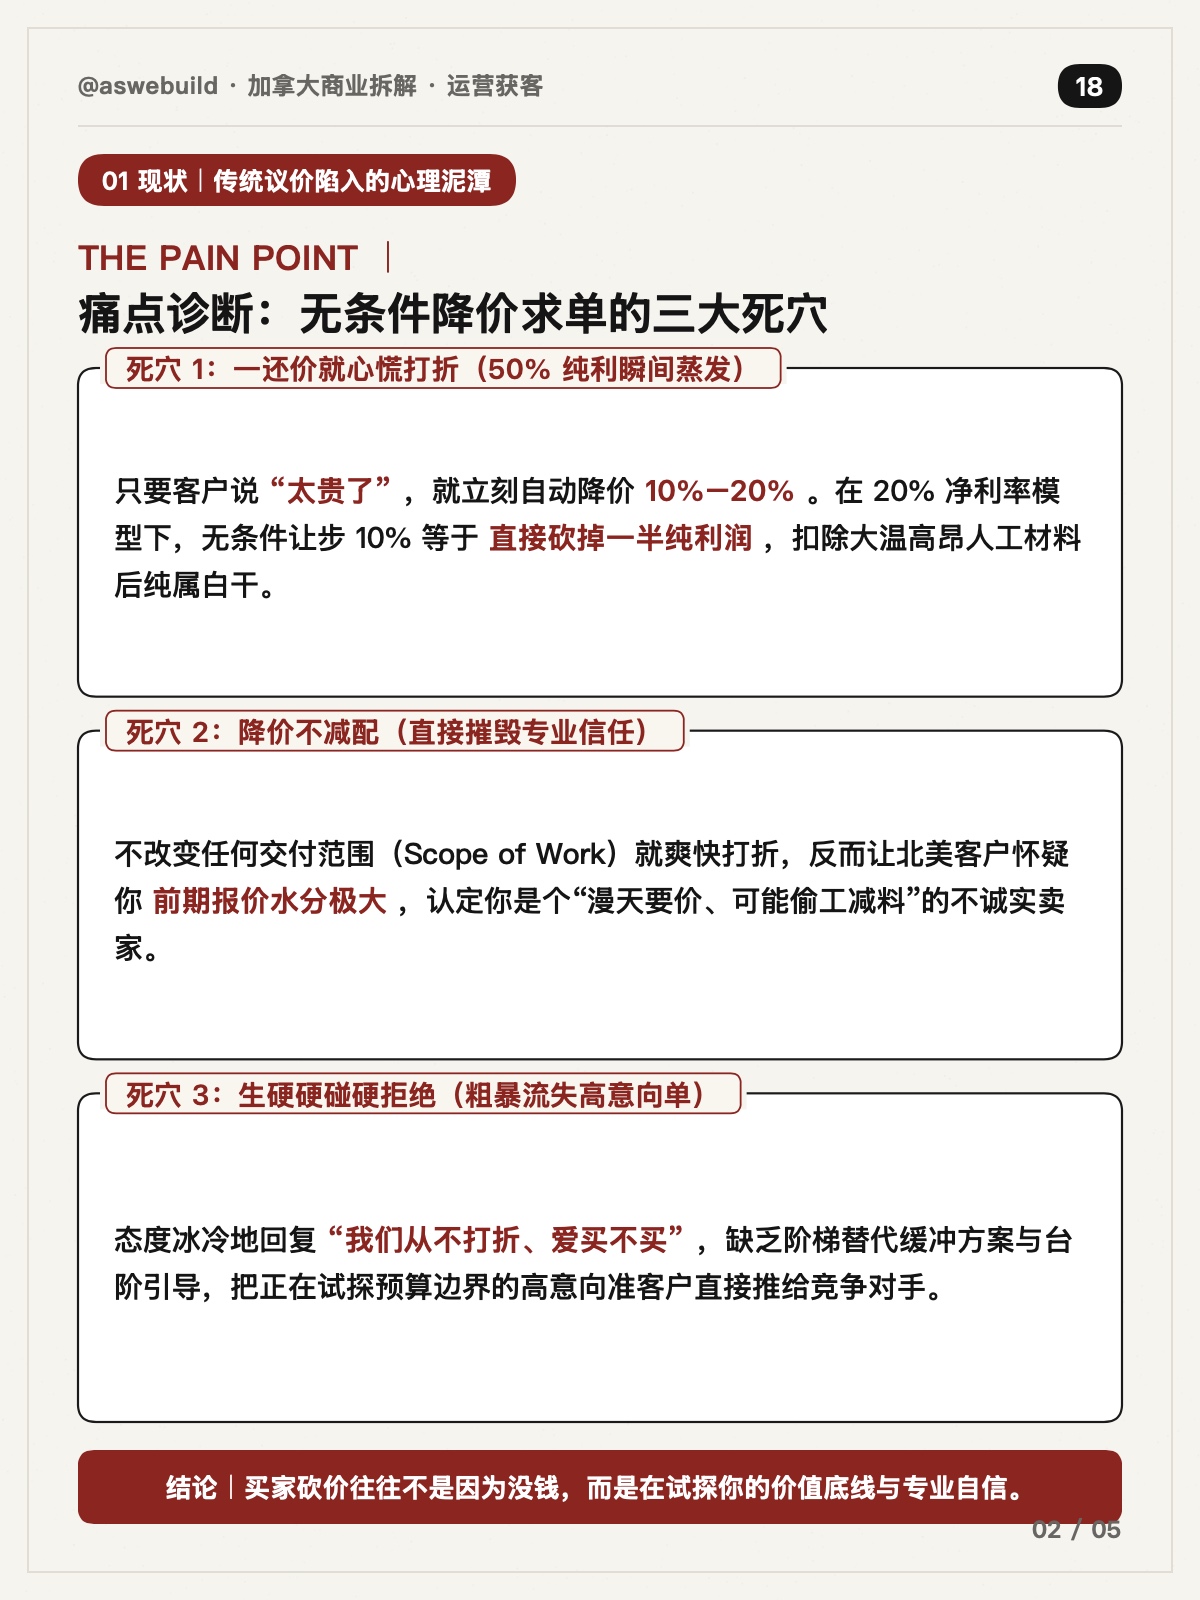 @aswebuild · 加拿大商业拆解 · 运营获客
18
01 现状｜传统议价陷入的心理泥潭
THE PAIN POINT ｜
痛点诊断：无条件降价求单的三大死穴
死穴 1：一还价就心慌打折（50% 纯利瞬间蒸发）
只要客户说 “太贵了” ，就立刻自动降价 10%—20% 。在 20% 净利率模
型下，无条件让步 10% 等于 直接砍掉一半纯利润 ，扣除大温高昂人工材料
后纯属白干。
死穴 2：降价不减配（直接摧毁专业信任）
不改变任何交付范围（Scope of Work）就爽快打折，反而让北美客户怀疑
你 前期报价水分极大 ，认定你是个“漫天要价、可能偷工减料”的不诚实卖
家。
死穴 3：生硬硬碰硬拒绝（粗暴流失高意向单）
态度冰冷地回复 “我们从不打折、爱买不买” ，缺乏阶梯替代缓冲方案与台
阶引导，把正在试探预算边界的高意向准客户直接推给竞争对手。
结论｜买家砍价往往不是因为没钱，而是在试探你的价值底线与专业自信。
02 / 05